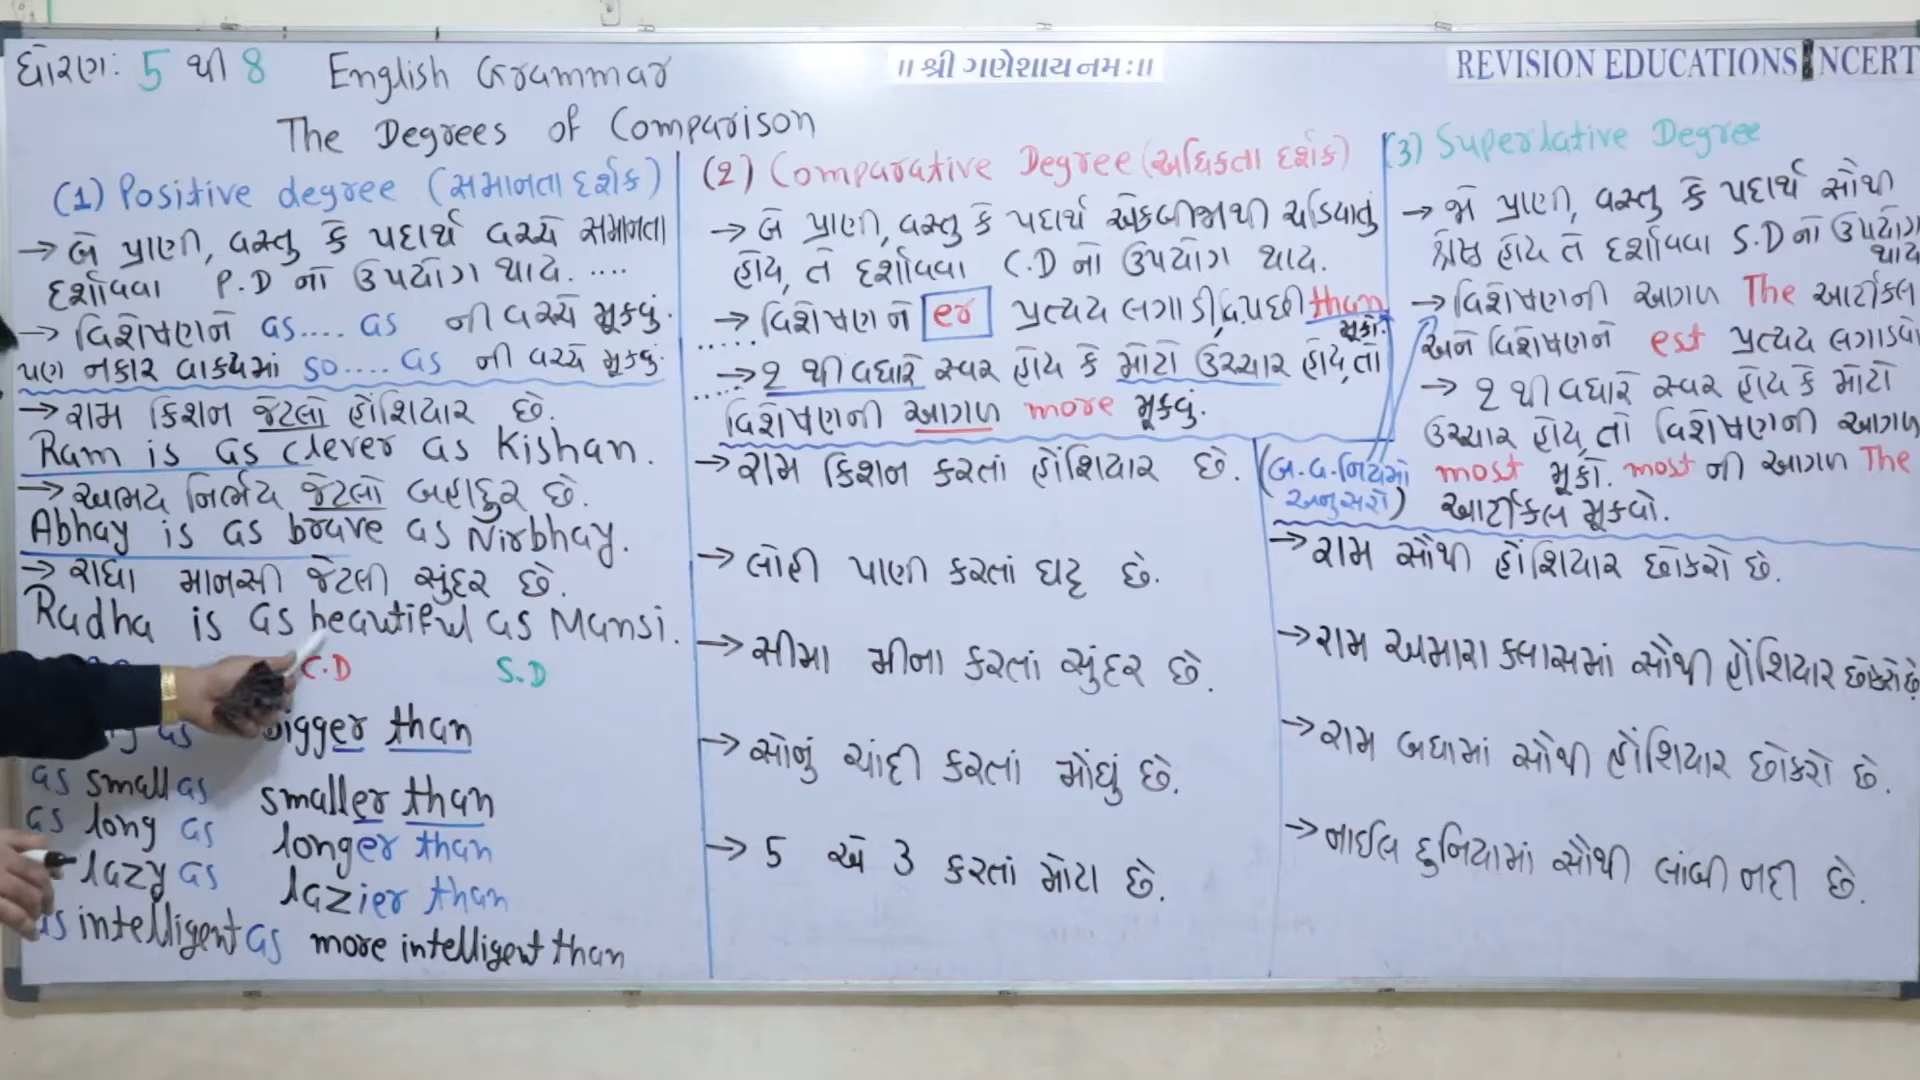 ધોરણ: 5 થી 8 English Grammar
॥ શ્રી ગણેશાય નમઃ ॥
REVISION EDUCATIONS NCERT
The Degrees of Comparison
(1) Positive degree (સમાનતા દર્શક)
→ બે પ્રાણી, વસ્તુ કે પદાર્થ વચ્ચે સમાનતા
દર્શાવવા P.D નો ઉપયોગ થાય. ....
→ વિશેષણને as.... as ની વચ્ચે મૂકવું.
પણ નકાર વાક્યમાં so.... as ની વચ્ચે મૂકવું.
→ રામ કિશન જેટલો હોંશિયાર છે.
Ram is as clever as Kishan.
→ અભય નિર્ભય જેટલો બહાદુર છે.
Abhay is as brave as Nirbhay.
→ રાધા માનસી જેટલી સુંદર છે.
Radha is as beautiful as Mansi.
C.D S.D
as bigger than
as small as smaller than
as long as longer than
lazy as lazier than
as intelligent as more intelligent than
(2) Comparative Degree (અધિકતા દર્શક)
→ બે પ્રાણી, વસ્તુ કે પદાર્થ એકબીજાથી ચડિયાતું
હોય, તે દર્શાવવા C.D નો ઉપયોગ થાય.
→ વિશેષણને er પ્રત્યય લગાડી, વિ.પછી than
મૂકો.
→ 2 થી વધારે સ્વર હોય કે મોટો ઉચ્ચાર હોય, તો
વિશેષણની આગળ more મૂકવું.
→ રામ કિશન કરતાં હોંશિયાર છે.
→ લોહી પાણી કરતાં ઘટ્ટ છે.
→ સીમા મીના કરતાં સુંદર છે.
→ સોનું ચાંદી કરતાં મોંઘું છે.
→ 5 એ 3 કરતાં મોટા છે.
(3) Superlative Degree
→ જે પ્રાણી, વસ્તુ કે પદાર્થ સૌથી
શ્રેષ્ઠ હોય તે દર્શાવવા S.D નો ઉપયોગ
થાય
→ વિશેષણની આગળ The આર્ટીકલ
અને વિશેષણને est પ્રત્યય લગાડવો
→ 2 થી વધારે સ્વર હોય કે મોટો
ઉચ્ચાર હોય, તો વિશેષણની આગળ
most મૂકો. most ની આગળ The
આર્ટીકલ મૂકવો.
(બ.વ.નિયમો
અનુસરો)
→ રામ સૌથી હોંશિયાર છોકરો છે.
→ રામ અમારા ક્લાસમાં સૌથી હોંશિયાર છોકરો છે.
→ રામ બધામાં સૌથી હોંશિયાર છોકરો છે.
→ નાઈલ દુનિયામાં સૌથી લાંબી નદી છે.